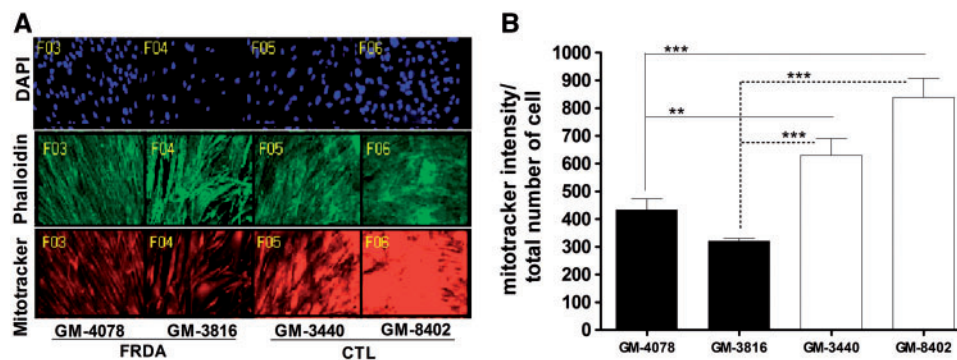 A
DAPI
F03 F04 F05 F06
Phalloidin
F03 F04 F05 F06
Mitotracker
F03 F04 F05 F06
GM-4078 GM-3816 GM-3440 GM-8402
FRDA CTL
B
mitotracker intensity/
total number of cell
1000
900
800
700
600
500
400
300
200
100
0
***
***
**
***
GM-4078 GM-3816 GM-3440 GM-8402